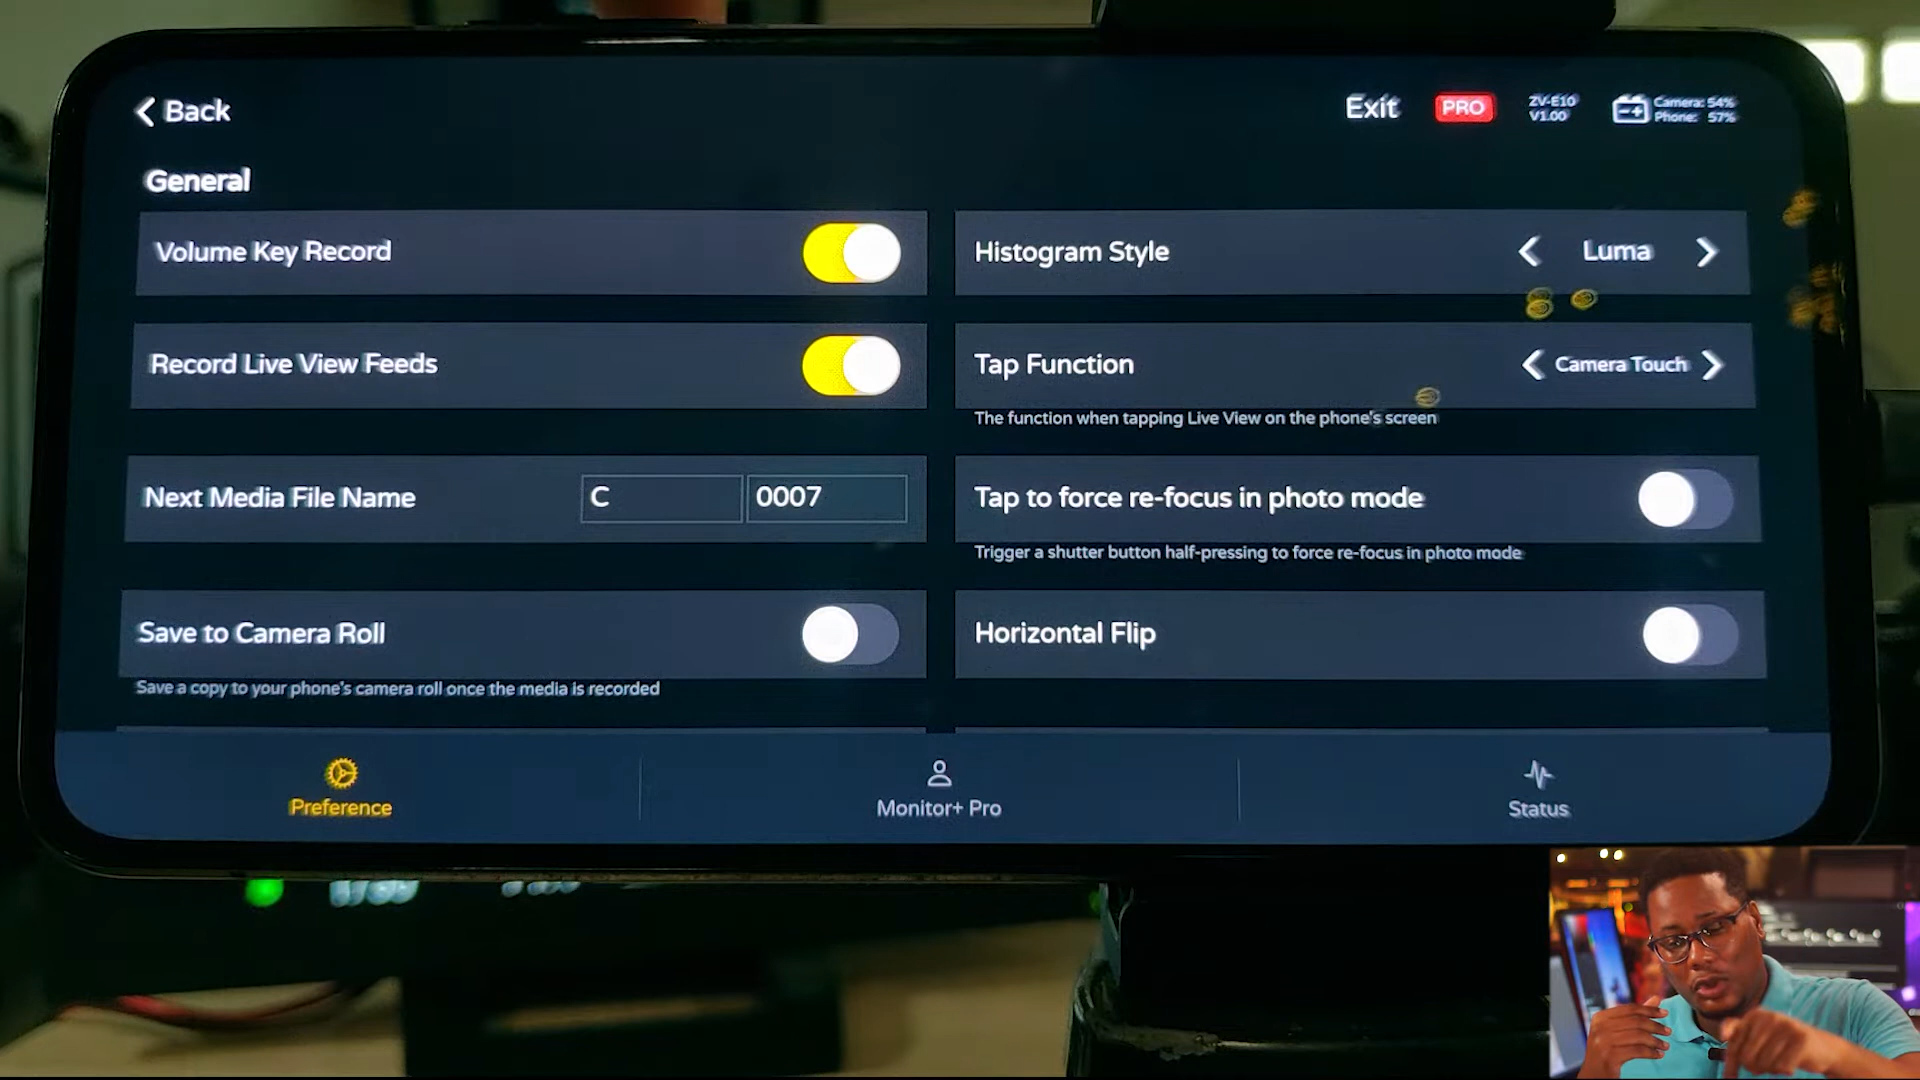 Back
Exit
PRO
ZV-E10
V1.00
Camera: 54%
Phone: 57%
General
Volume Key Record
Histogram Style
Luma
Record Live View Feeds
Tap Function
Camera Touch
The function when tapping Live View on the phone's screen
Next Media File Name
C
0007
Tap to force re-focus in photo mode
Trigger a shutter button half-pressing to force re-focus in photo mode
Save to Camera Roll
Horizontal Flip
Save a copy to your phone's camera roll once the media is recorded
Preference
Monitor+ Pro
Status